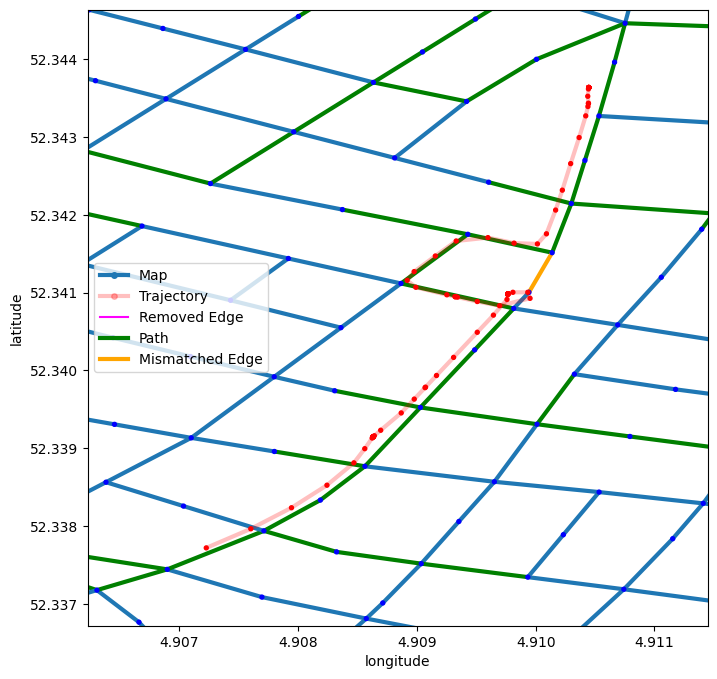 52.344
52.343
52.342
52.341
52.340
52.339
52.338
52.337
latitude
Map
Trajectory
Removed Edge
Path
Mismatched Edge
4.907 4.908 4.909 4.910 4.911
longitude